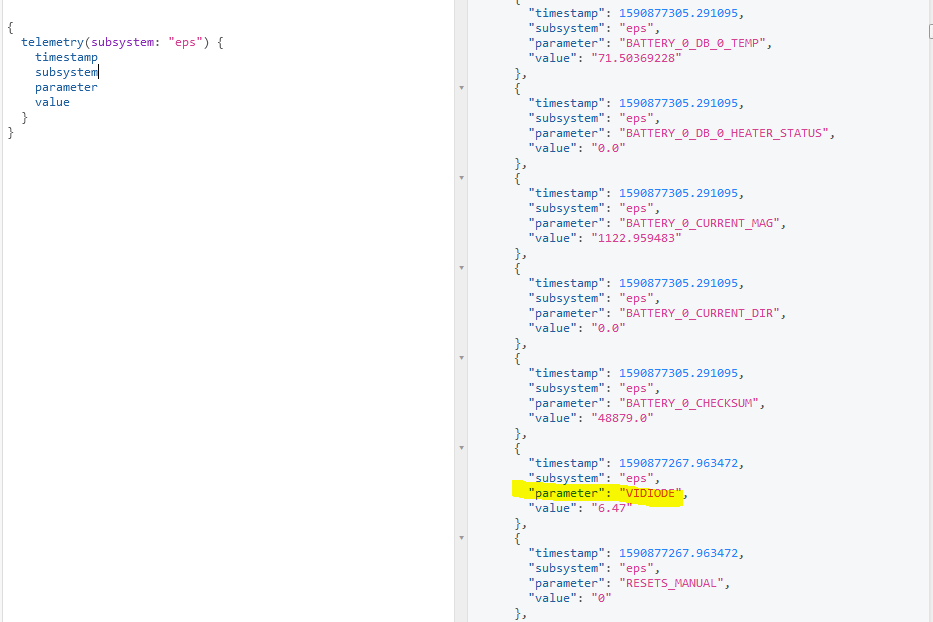 {
telemetry(subsystem: "eps") {
timestamp
subsystem
parameter
value
}
}
{
"timestamp": 1590877305.291095,
"subsystem": "eps",
"parameter": "BATTERY_0_DB_0_TEMP",
"value": "71.50369228"
},
{
"timestamp": 1590877305.291095,
"subsystem": "eps",
"parameter": "BATTERY_0_DB_0_HEATER_STATUS",
"value": "0.0"
},
{
"timestamp": 1590877305.291095,
"subsystem": "eps",
"parameter": "BATTERY_0_CURRENT_MAG",
"value": "1122.959483"
},
{
"timestamp": 1590877305.291095,
"subsystem": "eps",
"parameter": "BATTERY_0_CURRENT_DIR",
"value": "0.0"
},
{
"timestamp": 1590877305.291095,
"subsystem": "eps",
"parameter": "BATTERY_0_CHECKSUM",
"value": "48879.0"
},
{
"timestamp": 1590877267.963472,
"subsystem": "eps",
"parameter": "VIDIODE",
"value": "6.47"
},
{
"timestamp": 1590877267.963472,
"subsystem": "eps",
"parameter": "RESETS_MANUAL",
"value": "0"
},